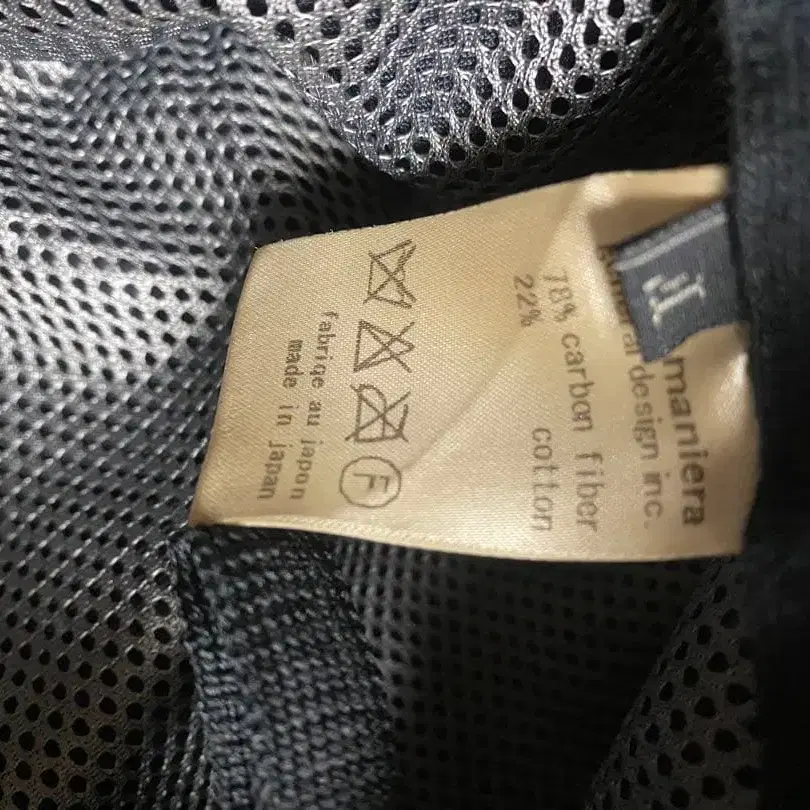 maniera
design inc.
78% carbon fiber
22% cotton
F
fabriqe au japon
made in japan